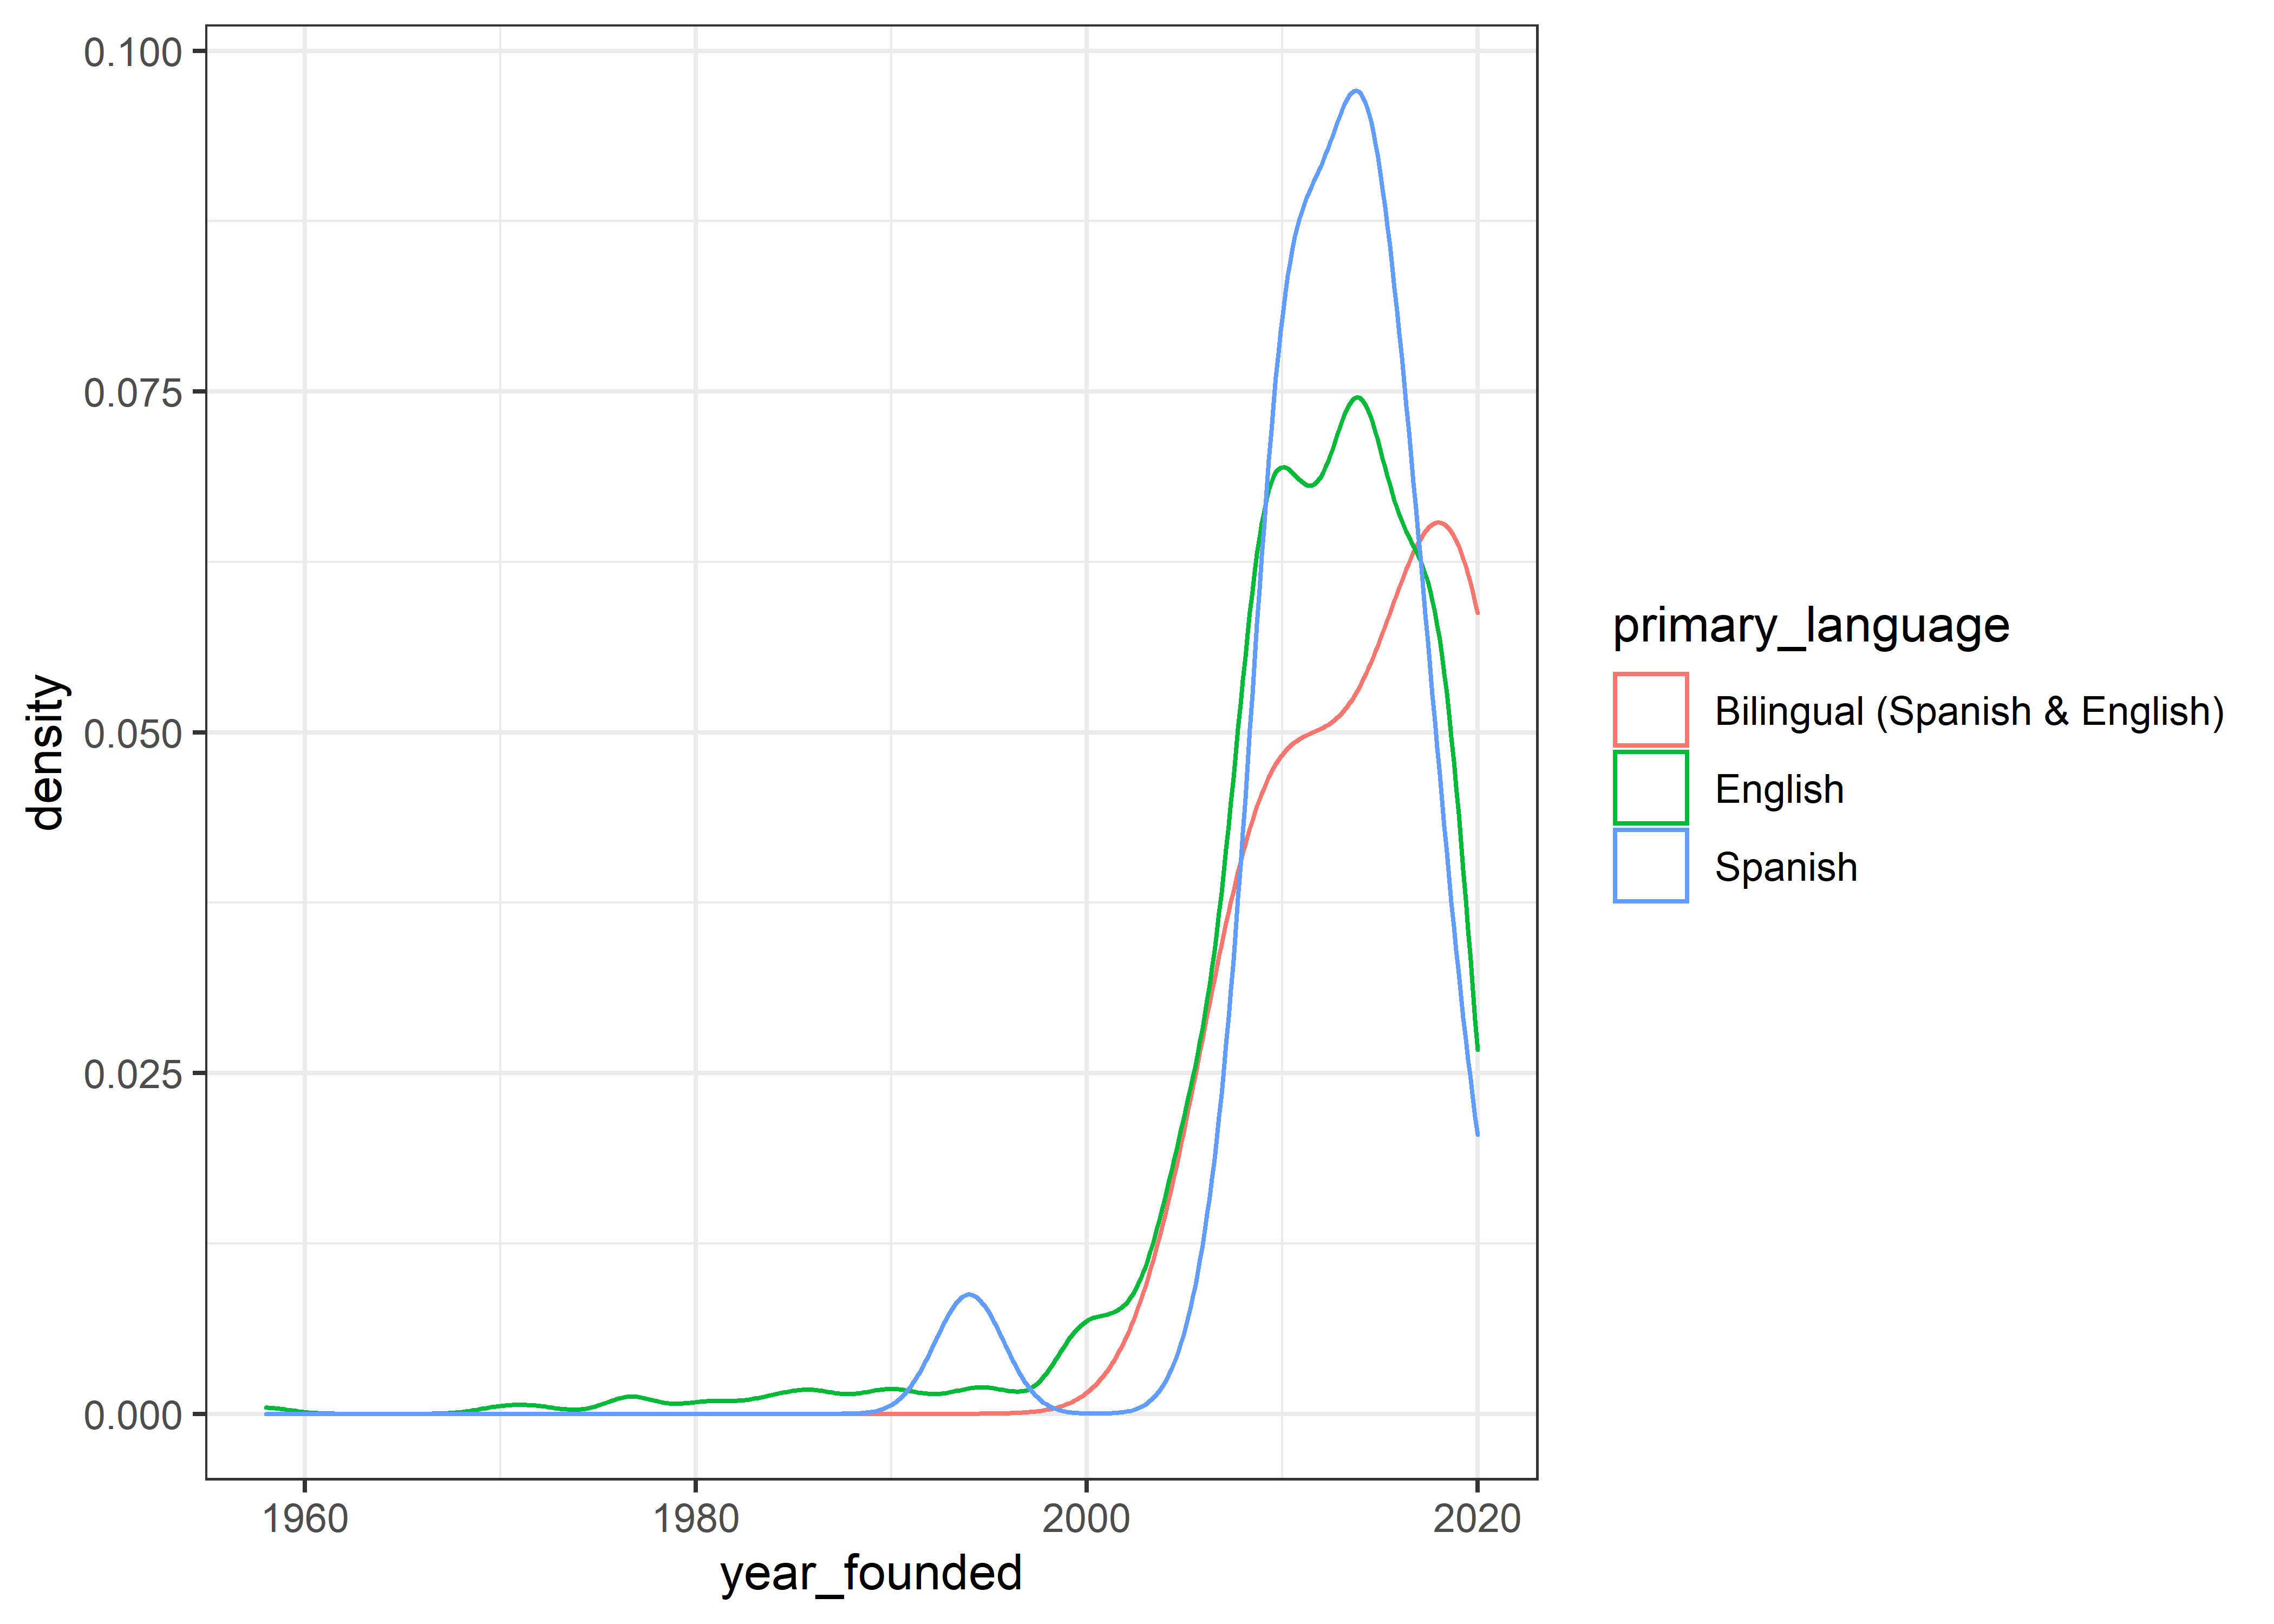 0.100
0.075
0.050
0.025
0.000
density
1960 1980 2000 2020
year_founded
primary_language
Bilingual (Spanish & English)
English
Spanish